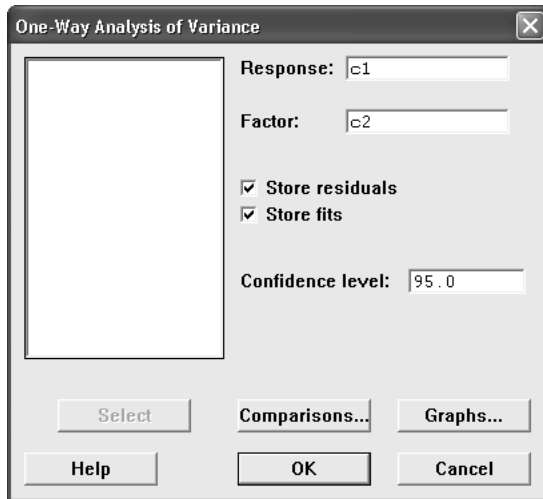 One-Way Analysis of Variance
Response: c1
Factor: c2
Store residuals
Store fits
Confidence level: 95.0
Select
Comparisons...
Graphs...
Help
OK
Cancel